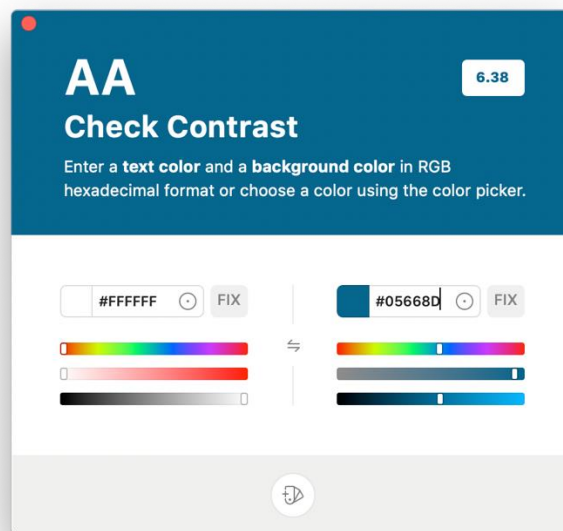 AA
6.38
Check Contrast
Enter a text color and a background color in RGB
hexadecimal format or choose a color using the color picker.
#FFFFFF
FIX
#05668D
FIX